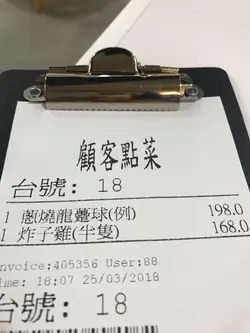 顧客點菜
台號: 18
1 蔥燒龍躉球(例) 198.0
1 炸子雞(半隻) 168.0
nvoice:405356 User:88
ime: 18:07 25/03/2018
台號: 18